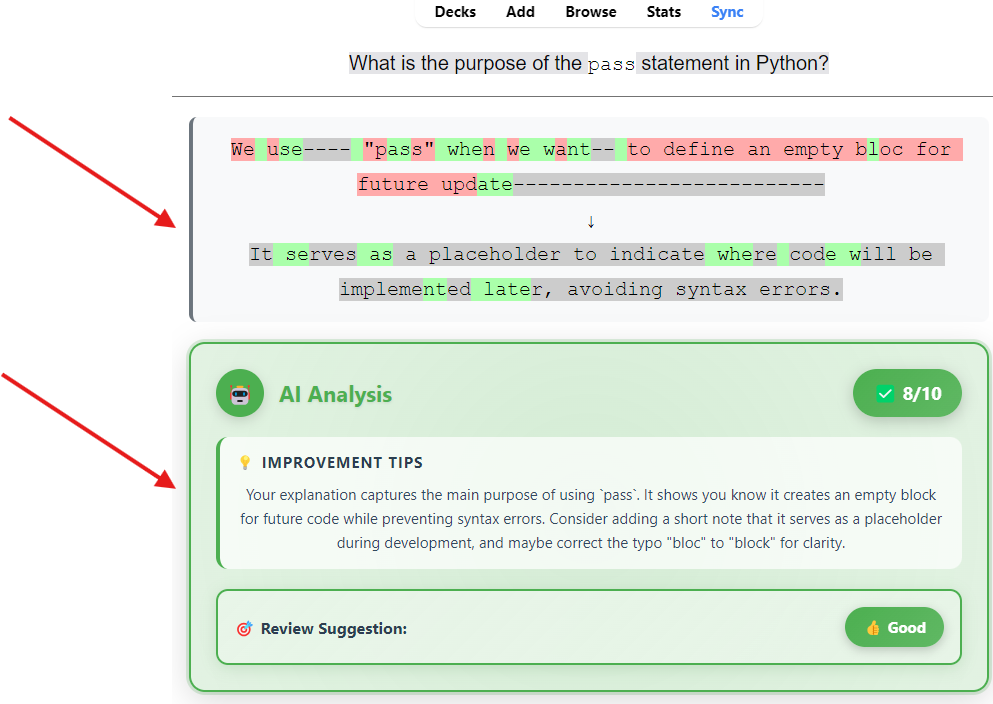 Decks Add Browse Stats Sync
What is the purpose of the pass statement in Python?
We use---- "pass" when we want-- to define an empty bloc for
future update--------------------------
↓
It serves as a placeholder to indicate where code will be
implemented later, avoiding syntax errors.
AI Analysis
8/10
IMPROVEMENT TIPS
Your explanation captures the main purpose of using `pass`. It shows you know it creates an empty block
for future code while preventing syntax errors. Consider adding a short note that it serves as a placeholder
during development, and maybe correct the typo "bloc" to "block" for clarity.
Review Suggestion:
Good